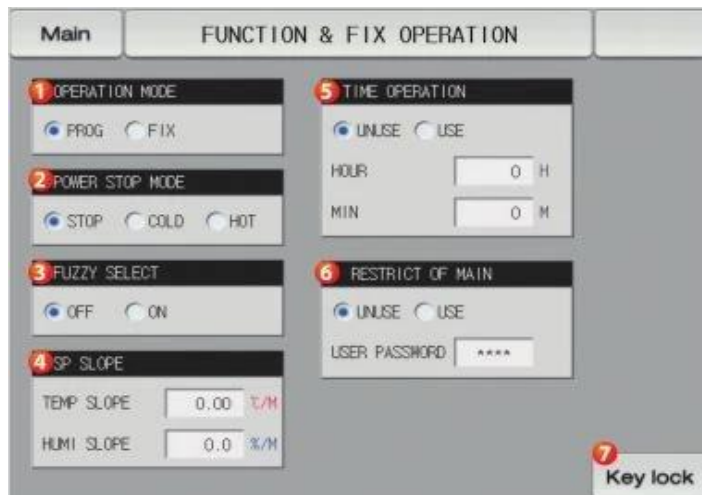 Main
FUNCTION & FIX OPERATION
1 OPERATION MODE
PROG FIX
2 POWER STOP MODE
STOP COLD HOT
3 FUZZY SELECT
OFF ON
4 SP SLOPE
TEMP SLOPE 0.00 ℃/M
HUMI SLOPE 0.0 %/M
5 TIME OPERATION
UNUSE USE
HOUR 0 H
MIN 0 M
6 RESTRICT OF MAIN
UNUSE USE
USER PASSWORD ****
7
Key lock